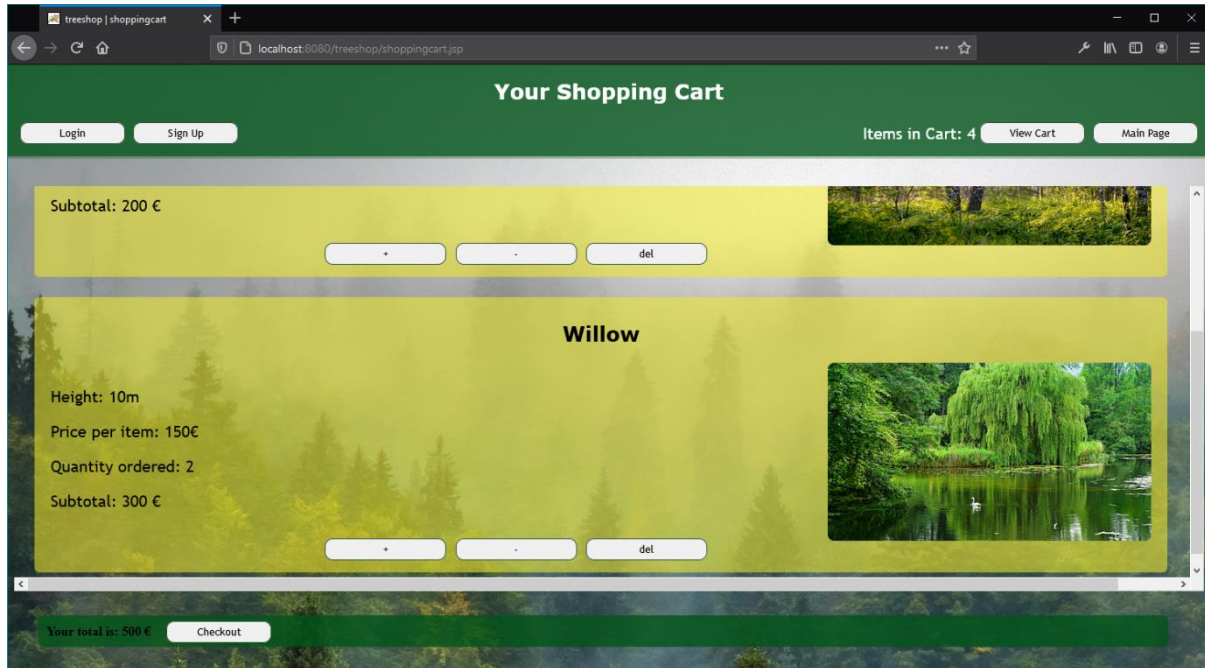 treeshop | shoppingcart
localhost:8080/treeshop/shoppingcart.jsp
Your Shopping Cart
Login Sign Up Items in Cart: 4 View Cart Main Page
Subtotal: 200 €
+ - del
Willow
Height: 10m
Price per item: 150€
Quantity ordered: 2
Subtotal: 300 €
+ - del
Your total is: 500 € Checkout